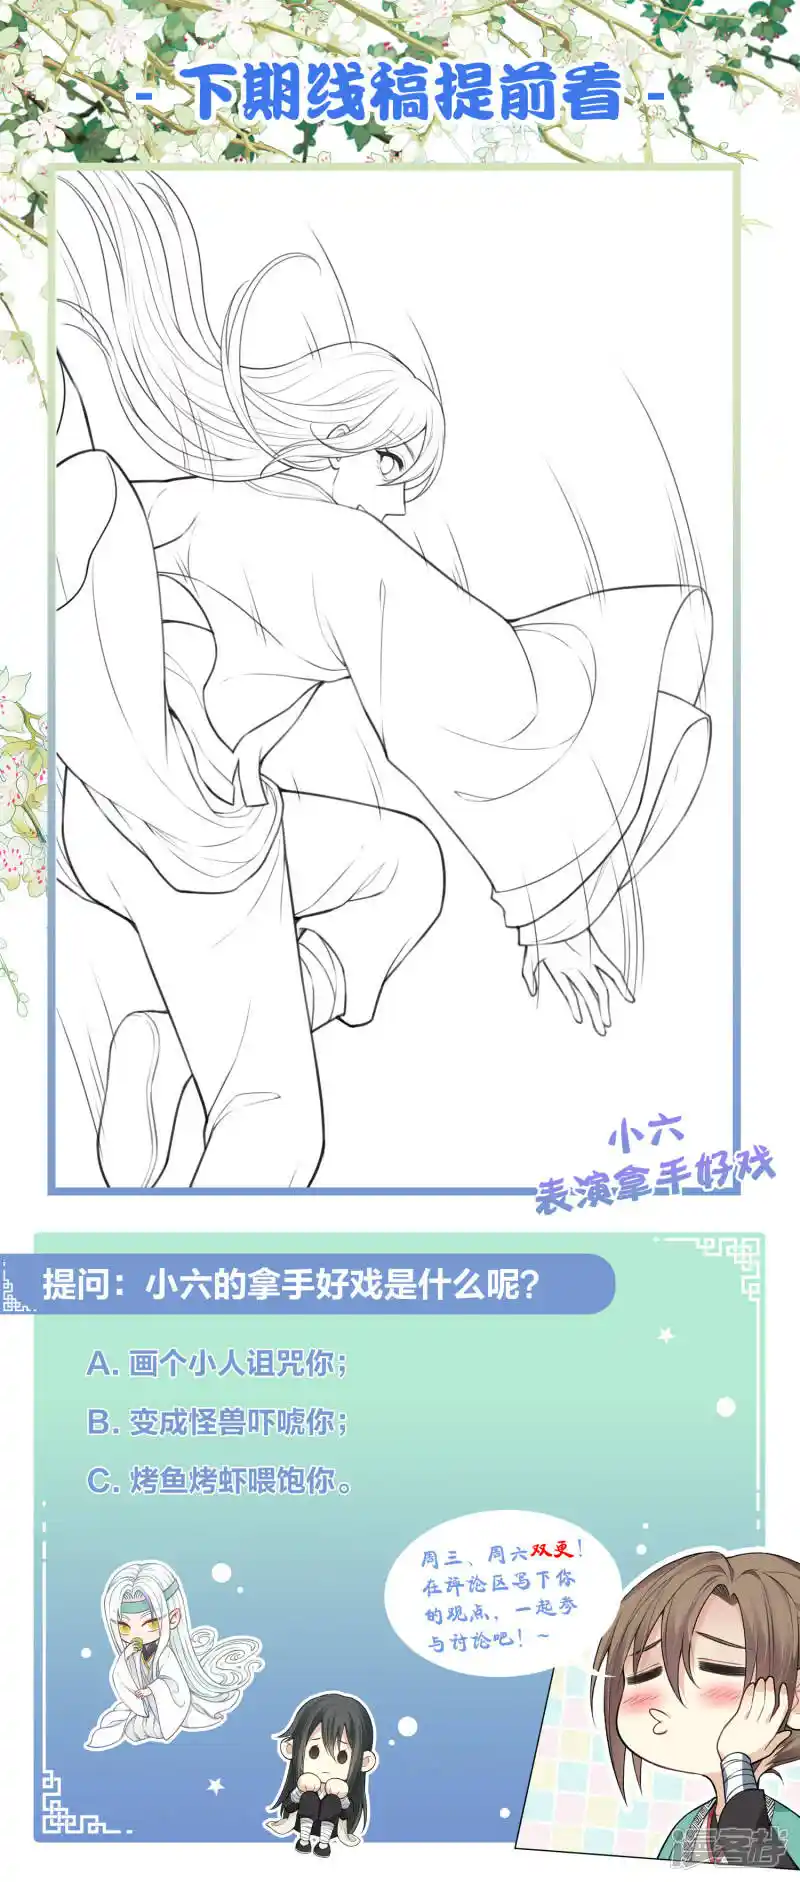 - 下期线稿提前看 -
小六
表演拿手好戏
提问：小六的拿手好戏是什么呢？
A. 画个小人诅咒你；
B. 变成怪兽吓唬你；
C. 烤鱼烤虾喂饱你。
周三、周六双更！
在评论区写下你
的观点，一起参
与讨论吧！~
漫客栈